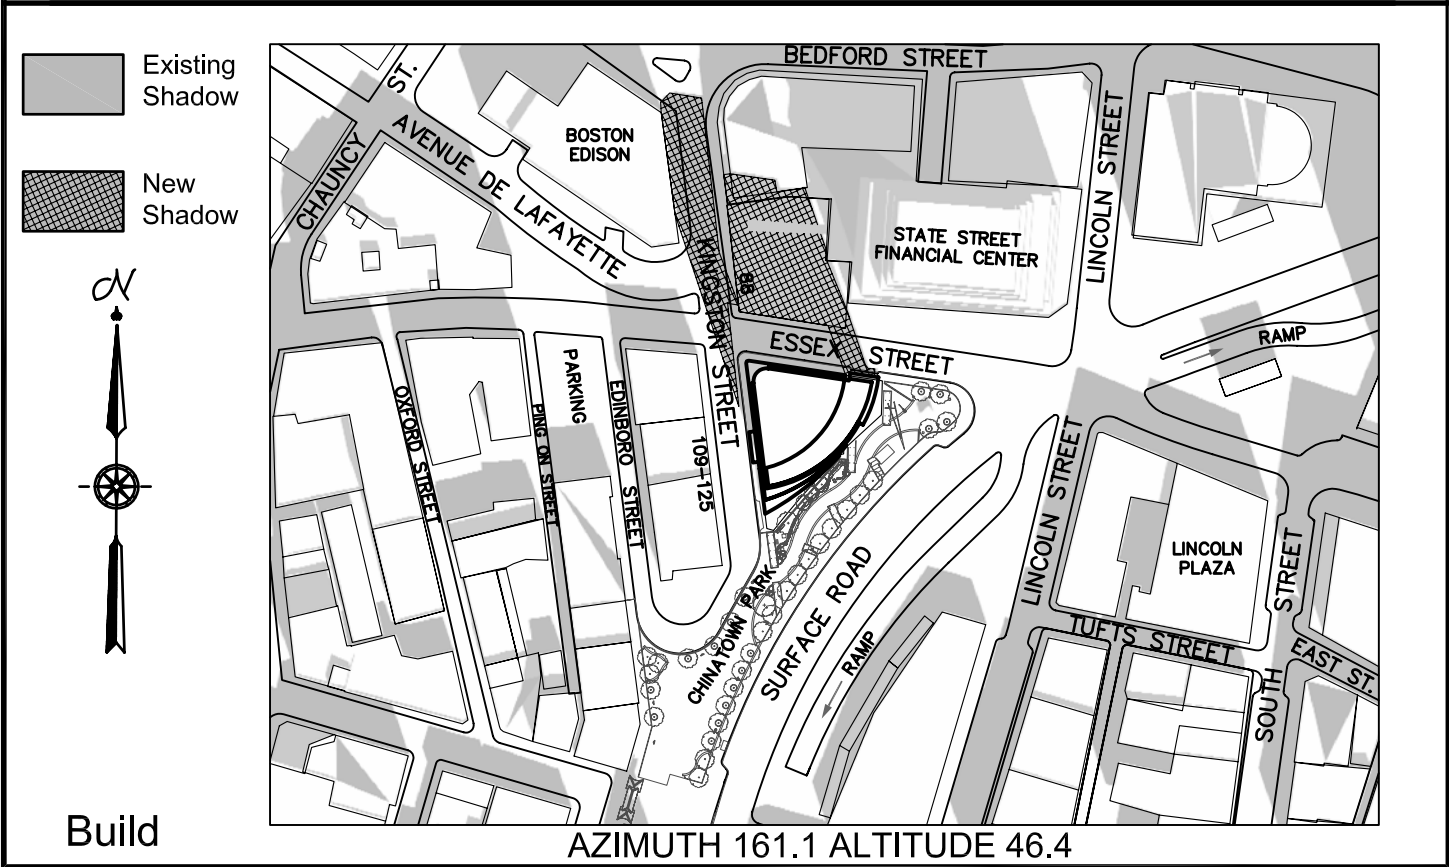 Existing
Shadow
New
Shadow
N
Build
BEDFORD STREET
CHAUNCY
ST.
AVENUE DE LAFAYETTE
BOSTON
EDISON
KINGSTON STREET
88
STATE STREET
FINANCIAL CENTER
LINCOLN STREET
RAMP
ESSEX STREET
OXFORD STREET
PING ON STREET
PARKING
EDINBORO STREET
109-125
CHINATOWN PARK
SURFACE ROAD
RAMP
LINCOLN STREET
LINCOLN
PLAZA
TUFTS STREET
SOUTH STREET
EAST ST.
AZIMUTH 161.1 ALTITUDE 46.4